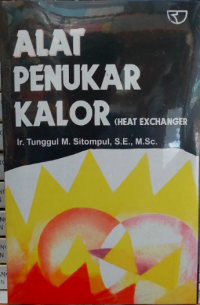 ALAT
PENUKAR
KALOR (HEAT EXCHANGER
Ir. Tunggul M. Sitompul, S.E., M.Sc.